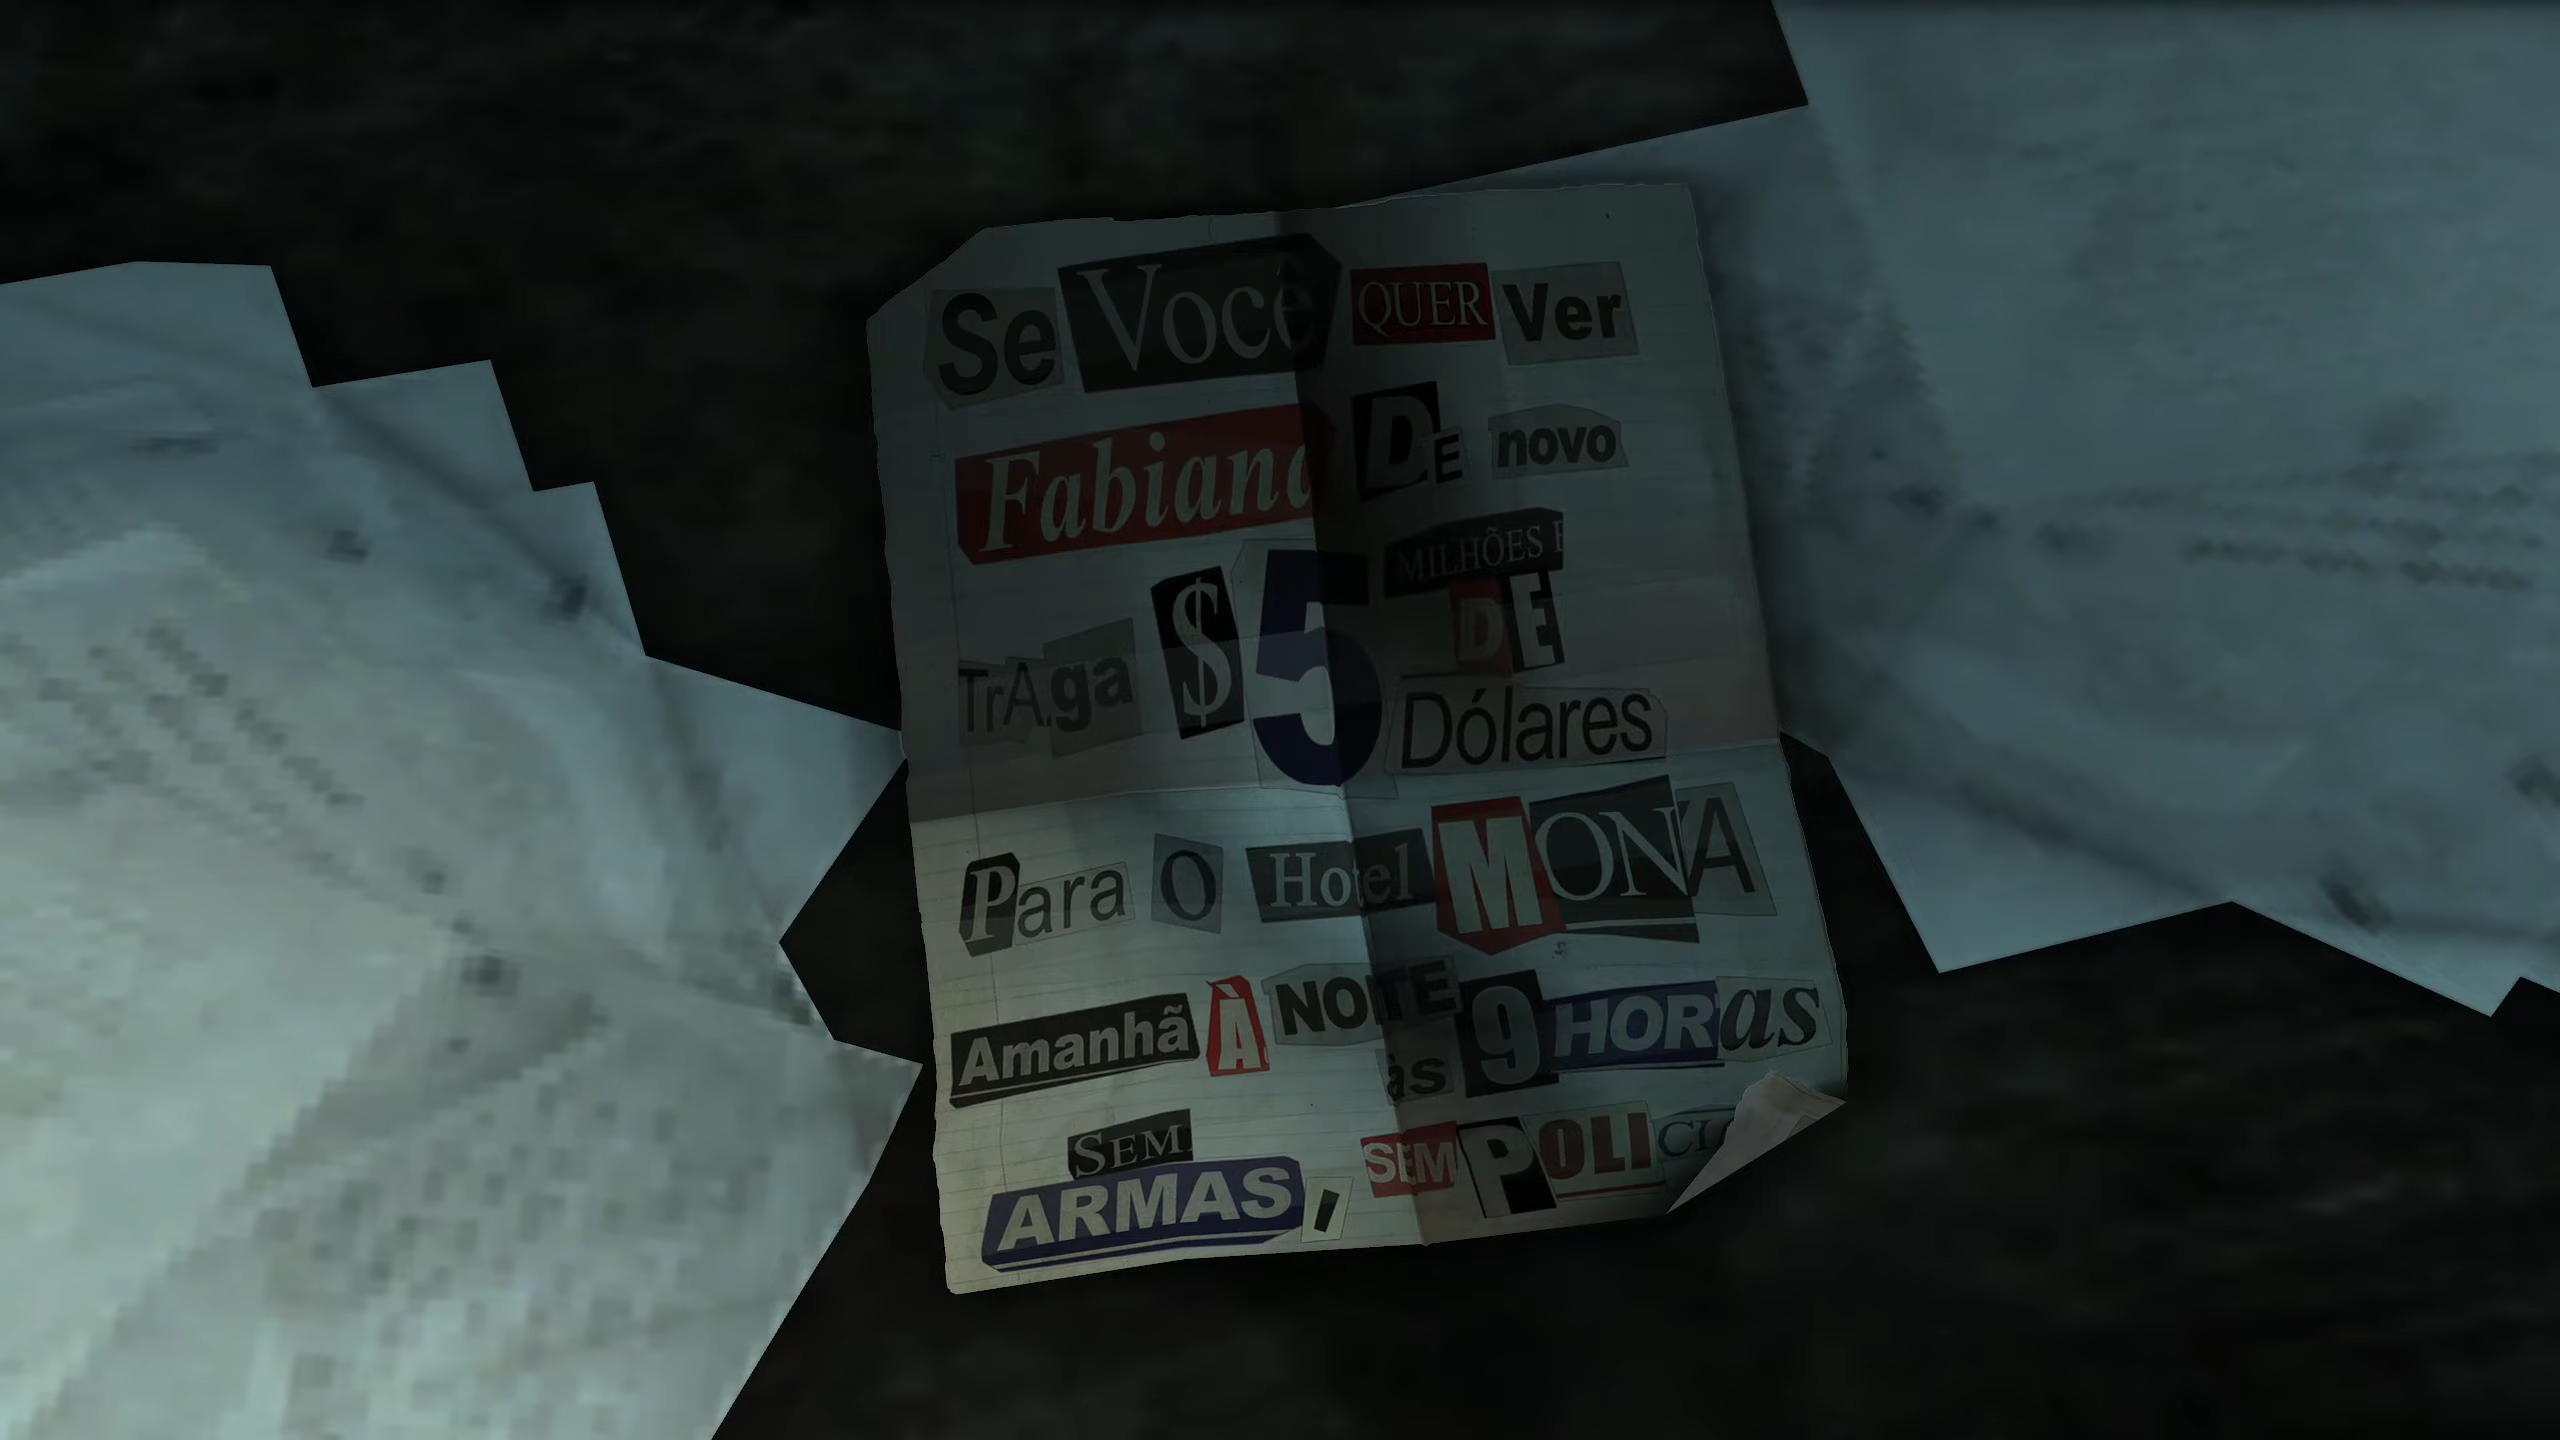 Se Você QUER Ver
Fabiana DE novo
TrAga $5 MILHÕES DE Dólares
Para O Hotel MONA
Amanhã À NOITE às 9 HORas
SEM ARMAS, SEM POLICI